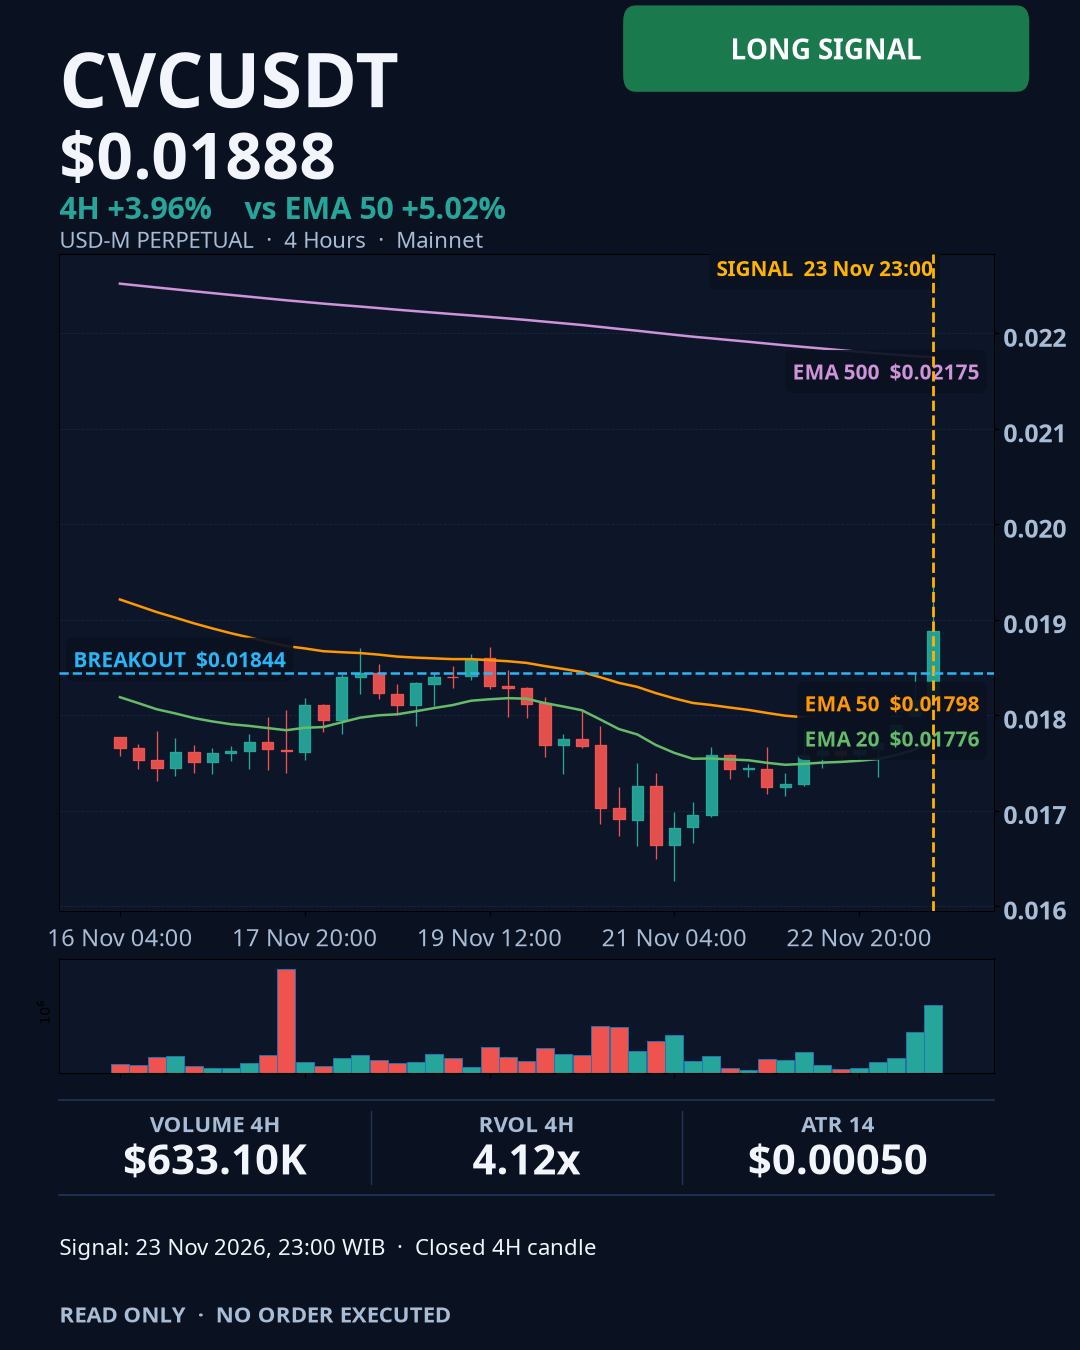 LONG SIGNAL
CVCUSDT
$0.01888
4H +3.96% vs EMA 50 +5.02%
USD-M PERPETUAL · 4 Hours · Mainnet
SIGNAL 23 Nov 23:00
0.022
EMA 500 $0.02175
0.021
0.020
0.019
BREAKOUT $0.01844
EMA 50 $0.01798
0.018
EMA 20 $0.01776
0.017
0.016
16 Nov 04:00 17 Nov 20:00 19 Nov 12:00 21 Nov 04:00 22 Nov 20:00
10⁶
VOLUME 4H RVOL 4H ATR 14
$633.10K 4.12x $0.00050
Signal: 23 Nov 2026, 23:00 WIB · Closed 4H candle
READ ONLY · NO ORDER EXECUTED